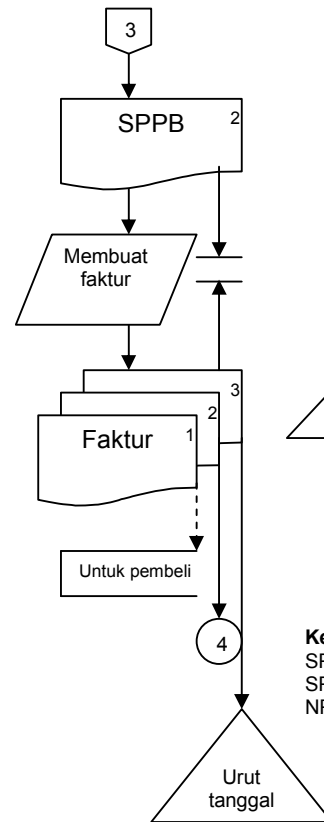 3
SPPB
2
Membuat
faktur
3
2
Faktur
1
Untuk pembeli
4
Urut
tanggal